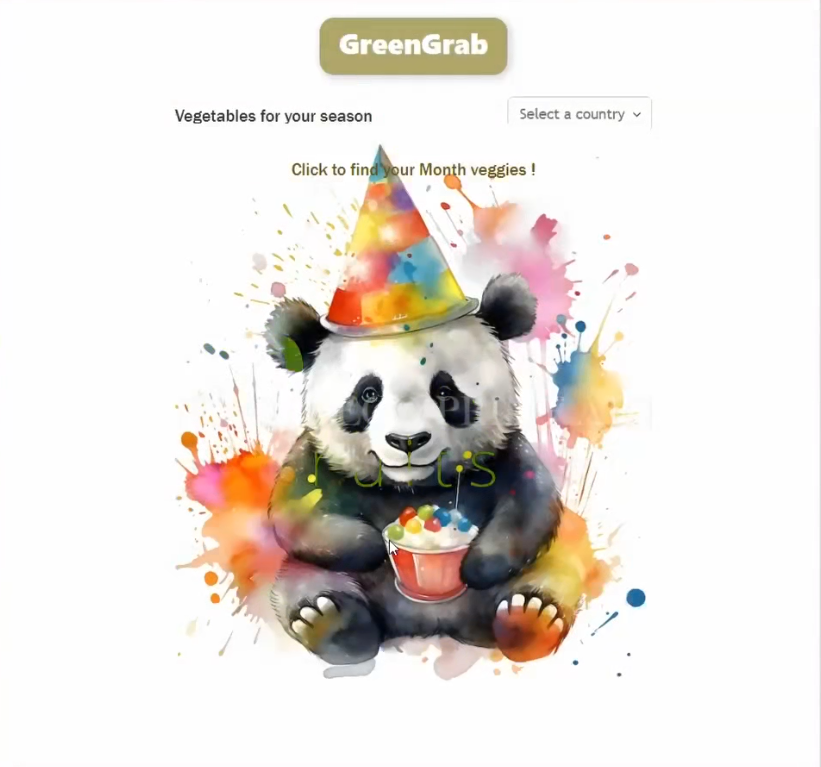 GreenGrab
Vegetables for your season
Select a country
Click to find your Month veggies !